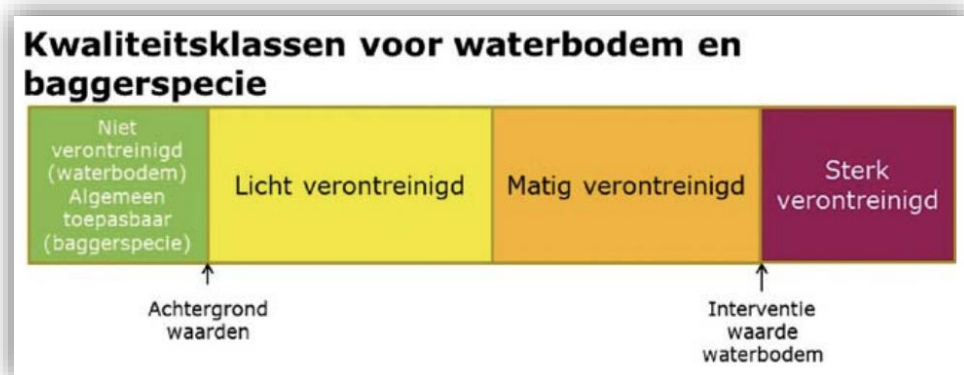 Kwaliteitsklassen voor waterbodem en
baggerspecie
Niet
verontreinigd
(waterbodem)
Algemeen
toepasbaar
(baggerspecie)
Licht verontreinigd
Matig verontreinigd
Sterk
verontreinigd
Achtergrond
waarden
Interventie
waarde
waterbodem